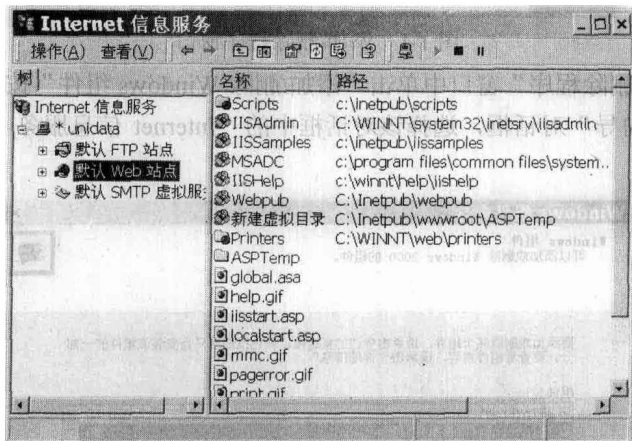 Internet 信息服务
操作(A) 查看(V)
树
Internet 信息服务
* unidata
默认 FTP 站点
默认 Web 站点
默认 SMTP 虚拟服
名称 路径
Scripts c:\inetpub\scripts
IISAdmin C:\WINNT\System32\inetsrv\iisadmin
IISSamples c:\inetpub\iissamples
MSADC c:\program files\common files\system..
IISHelp c:\winnt\help\iishelp
Webpub C:\Inetpub\webpub
新建虚拟目录 C:\Inetpub\wwwroot\ASPTemp
Printers C:\WINNT\web\printers
ASPTemp
global.asa
help.gif
iisstart.asp
localstart.asp
mmc.gif
pagerror.gif
print.gif